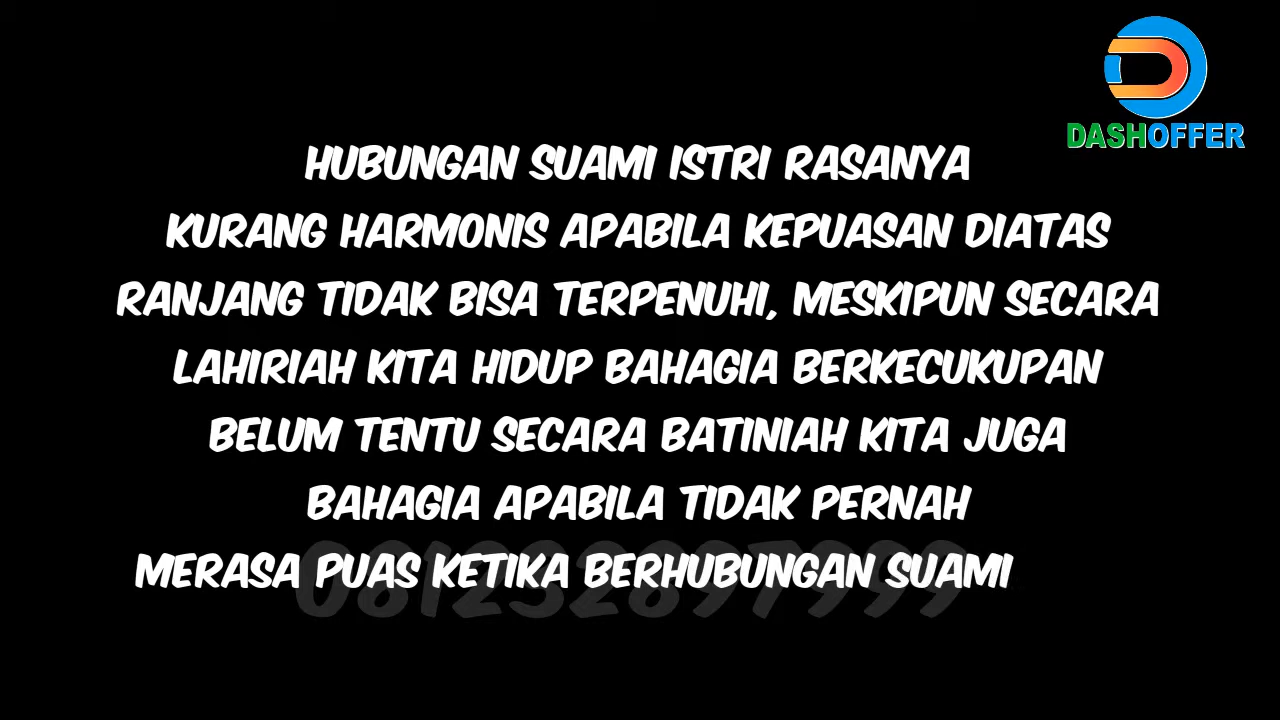 DASHOFFER
HUBUNGAN SUAMI ISTRI RASANYA
KURANG HARMONIS APABILA KEPUASAN DIATAS
RANJANG TIDAK BISA TERPENUHI, MESKIPUN SECARA
LAHIRIAH KITA HIDUP BAHAGIA BERKECUKUPAN
BELUM TENTU SECARA BATINIAH KITA JUGA
BAHAGIA APABILA TIDAK PERNAH
MERASA PUAS KETIKA BERHUBUNGAN SUAMI
081232897999